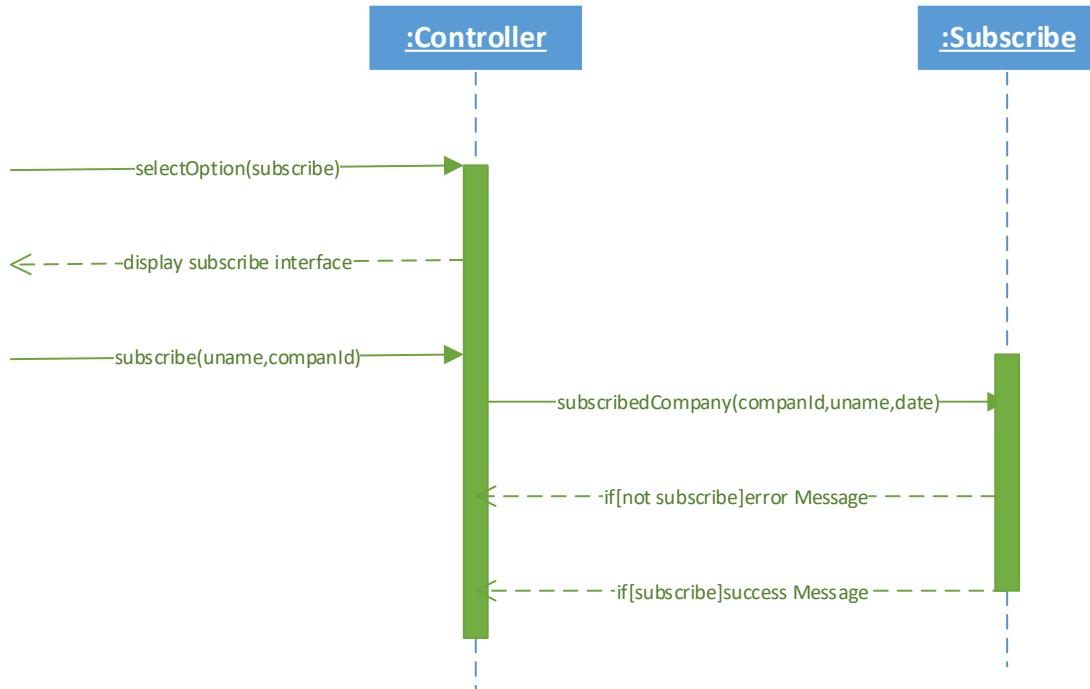 :Controller
:Subscribe
selectOption(subscribe)
display subscribe interface
subscribe(uname,companId)
subscribedCompany(companId,uname,date)
if[not subscribe]error Message
if[subscribe]success Message